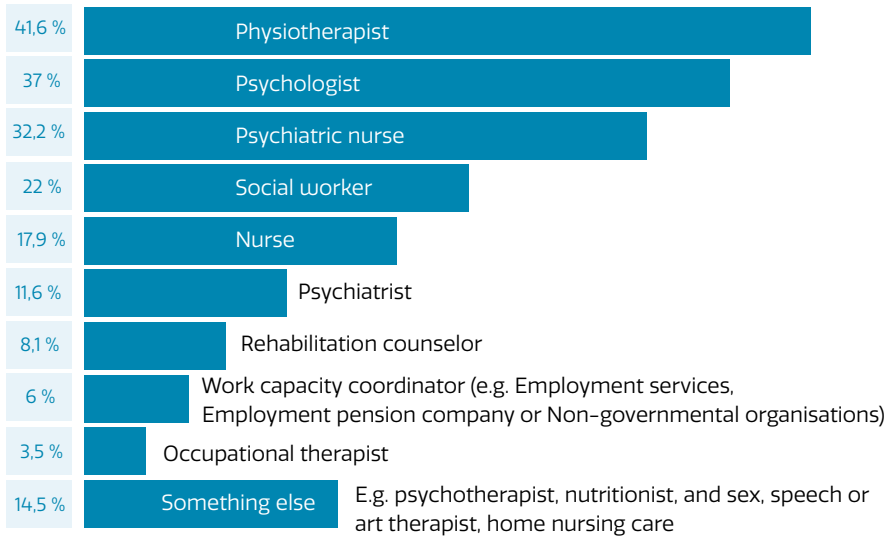 41,6 % Physiotherapist
37 % Psychologist
32,2 % Psychiatric nurse
22 % Social worker
17,9 % Nurse
11,6 % Psychiatrist
8,1 % Rehabilitation counselor
6 % Work capacity coordinator (e.g. Employment services,
Employment pension company or Non-governmental organisations)
3,5 % Occupational therapist
14,5 % Something else E.g. psychotherapist, nutritionist, and sex, speech or
art therapist, home nursing care